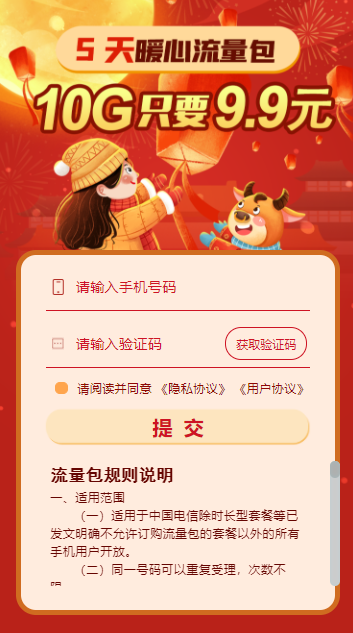 5天暖心流量包
10G只要9.9元
请输入手机号码
请输入验证码
获取验证码
请阅读并同意 《隐私协议》 《用户协议》
提 交
流量包规则说明
一、适用范围
（一）适用于中国电信除时长型套餐等已
发文明确不允许订购流量包的套餐以外的所有
手机用户开放。
（二）同一号码可以重复受理，次数不